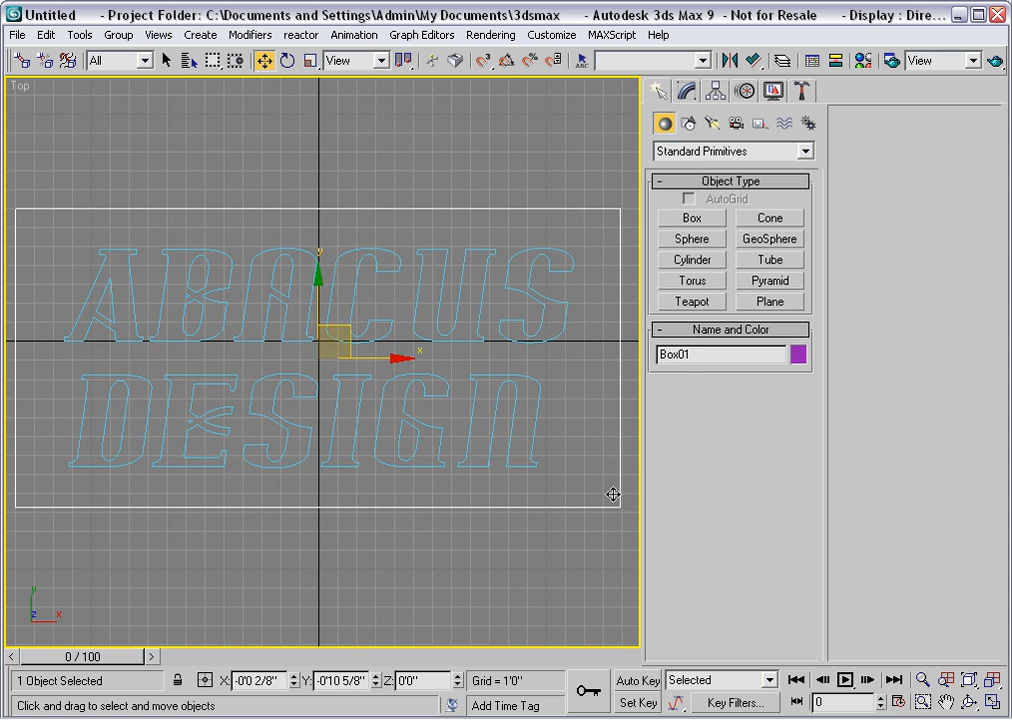 Untitled - Project Folder: C:\Documents and Settings\Admin\My Documents\3dsmax - Autodesk 3ds Max 9 - Not for Resale - Display : Dire...
File Edit Tools Group Views Create Modifiers reactor Animation Graph Editors Rendering Customize MAXScript Help
All View View
Top
Standard Primitives
- Object Type
AutoGrid
Box Cone
Sphere GeoSphere
Cylinder Tube
Torus Pyramid
Teapot Plane
- Name and Color
Box01
y
ABACUS
x
DESIGN
y
z x
< 0 / 100 >
1 Object Selected X: -0'0 2/8" Y: -0'10 5/8" Z: 0'0" Grid = 1'0" Auto Key Selected
Click and drag to select and move objects Add Time Tag Set Key Key Filters... 0